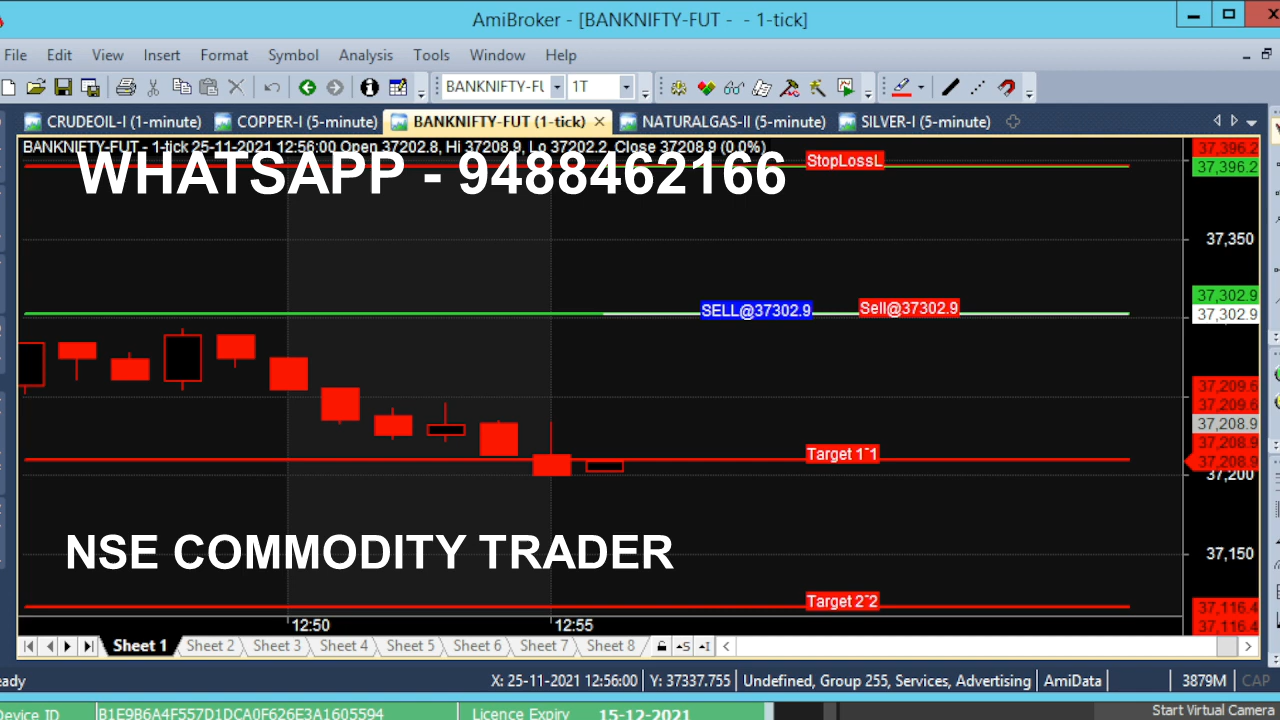 AmiBroker - [BANKNIFTY-FUT - - 1-tick]
File Edit View Insert Format Symbol Analysis Tools Window Help
BANKNIFTY-FU 1T
CRUDEOIL-I (1-minute) COPPER-I (5-minute) BANKNIFTY-FUT (1-tick) NATURALGAS-II (5-minute) SILVER-I (5-minute)
BANKNIFTY-FUT - 1-tick 25-11-2021 12:56:00 Open 37202.8, Hi 37208.9, Lo 37202.2, Close 37208.9 (0.0%)
WHATSAPP - 9488462166
StopLossL
37,396.2
37,396.2
37,350
37,302.9
SELL@37302.9 Sell@37302.9
37,302.9
37,209.6
37,209.6
37,208.9
37,208.9
Target 1 1
37,208.9
37,200
NSE COMMODITY TRADER
37,150
Target 2 2
37,116.4
37,116.4
12:50 12:55
Sheet 1 Sheet 2 Sheet 3 Sheet 4 Sheet 5 Sheet 6 Sheet 7 Sheet 8
X: 25-11-2021 12:56:00 Y: 37337.755 Undefined, Group 255, Services, Advertising AmiData 3879M CAP
B1E9B6A4F557D1DCA0F626E3A1605594 Licence Expiry 15-12-2021 Start Virtual Camera